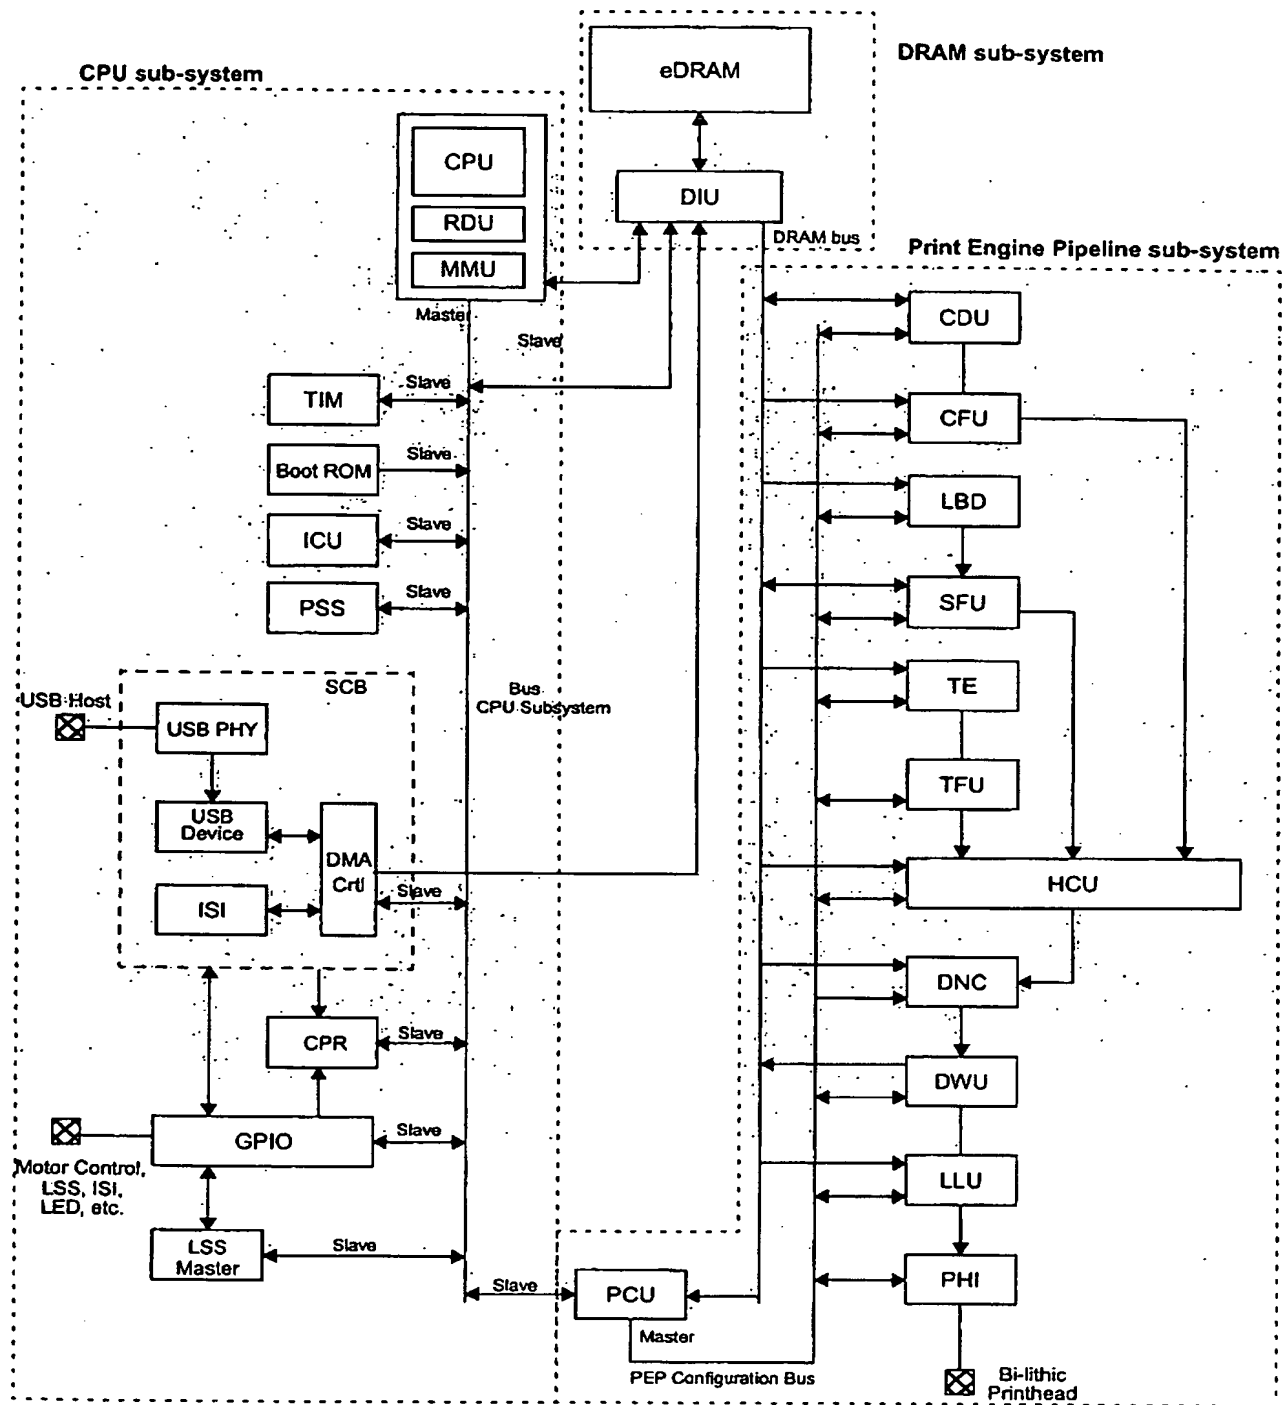 CPU sub-system
DRAM sub-system
eDRAM
DIU
DRAM bus
CPU
RDU
MMU
Master
Slave
Print Engine Pipeline sub-system
TIM
Slave
Boot ROM
Slave
ICU
Slave
PSS
Slave
SCB
USB Host
USB PHY
USB
Device
ISI
DMA
Crtl
Slave
Bus
CPU Subsystem
CPR
Slave
GPIO
Slave
Motor Control,
LSS, ISI,
LED, etc.
LSS
Master
Slave
Slave
PCU
Master
PEP Configuration Bus
CDU
CFU
LBD
SFU
TE
TFU
HCU
DNC
DWU
LLU
PHI
Bi-lithic
Printhead